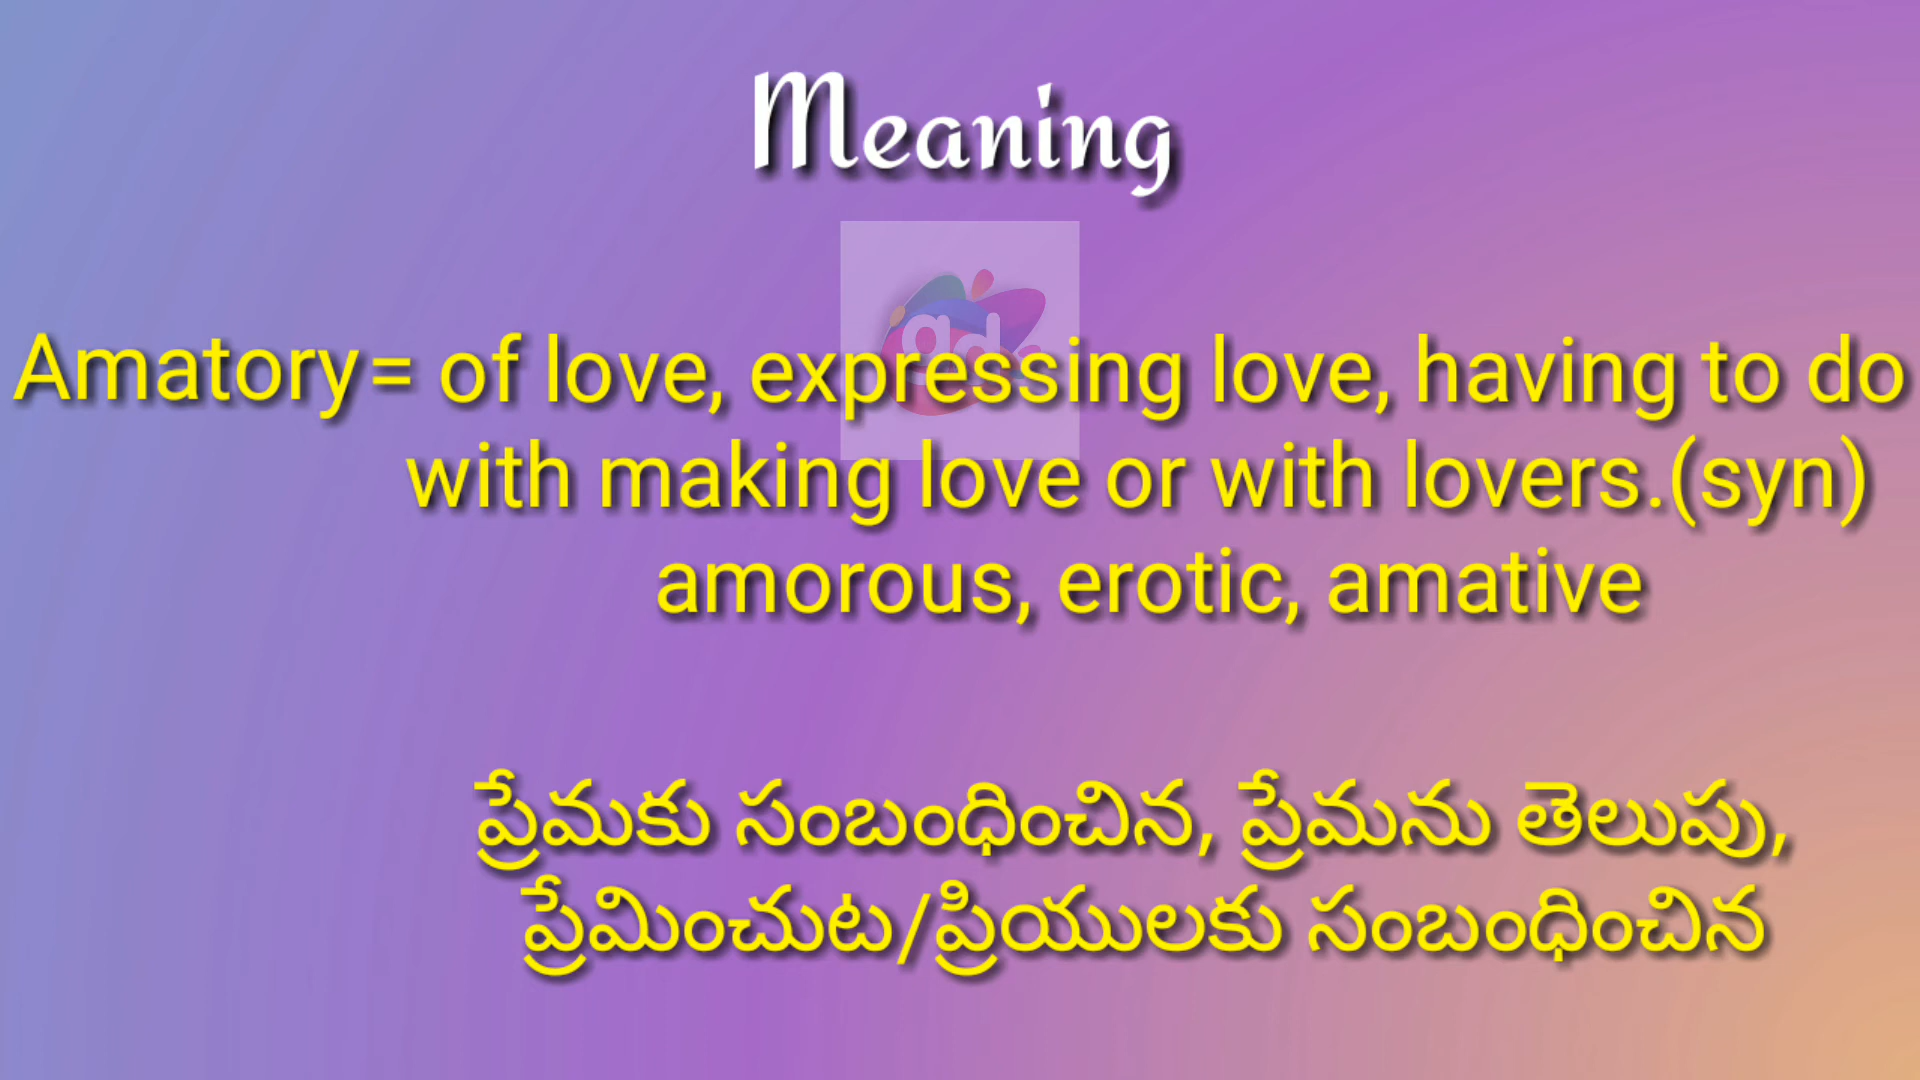 Meaning
gd
Amatory= of love, expressing love, having to do
with making love or with lovers.(syn)
amorous, erotic, amative
ప్రేమకు సంబంధించిన, ప్రేమను తెలుపు,
ప్రేమించుట/ప్రియులకు సంబంధించిన